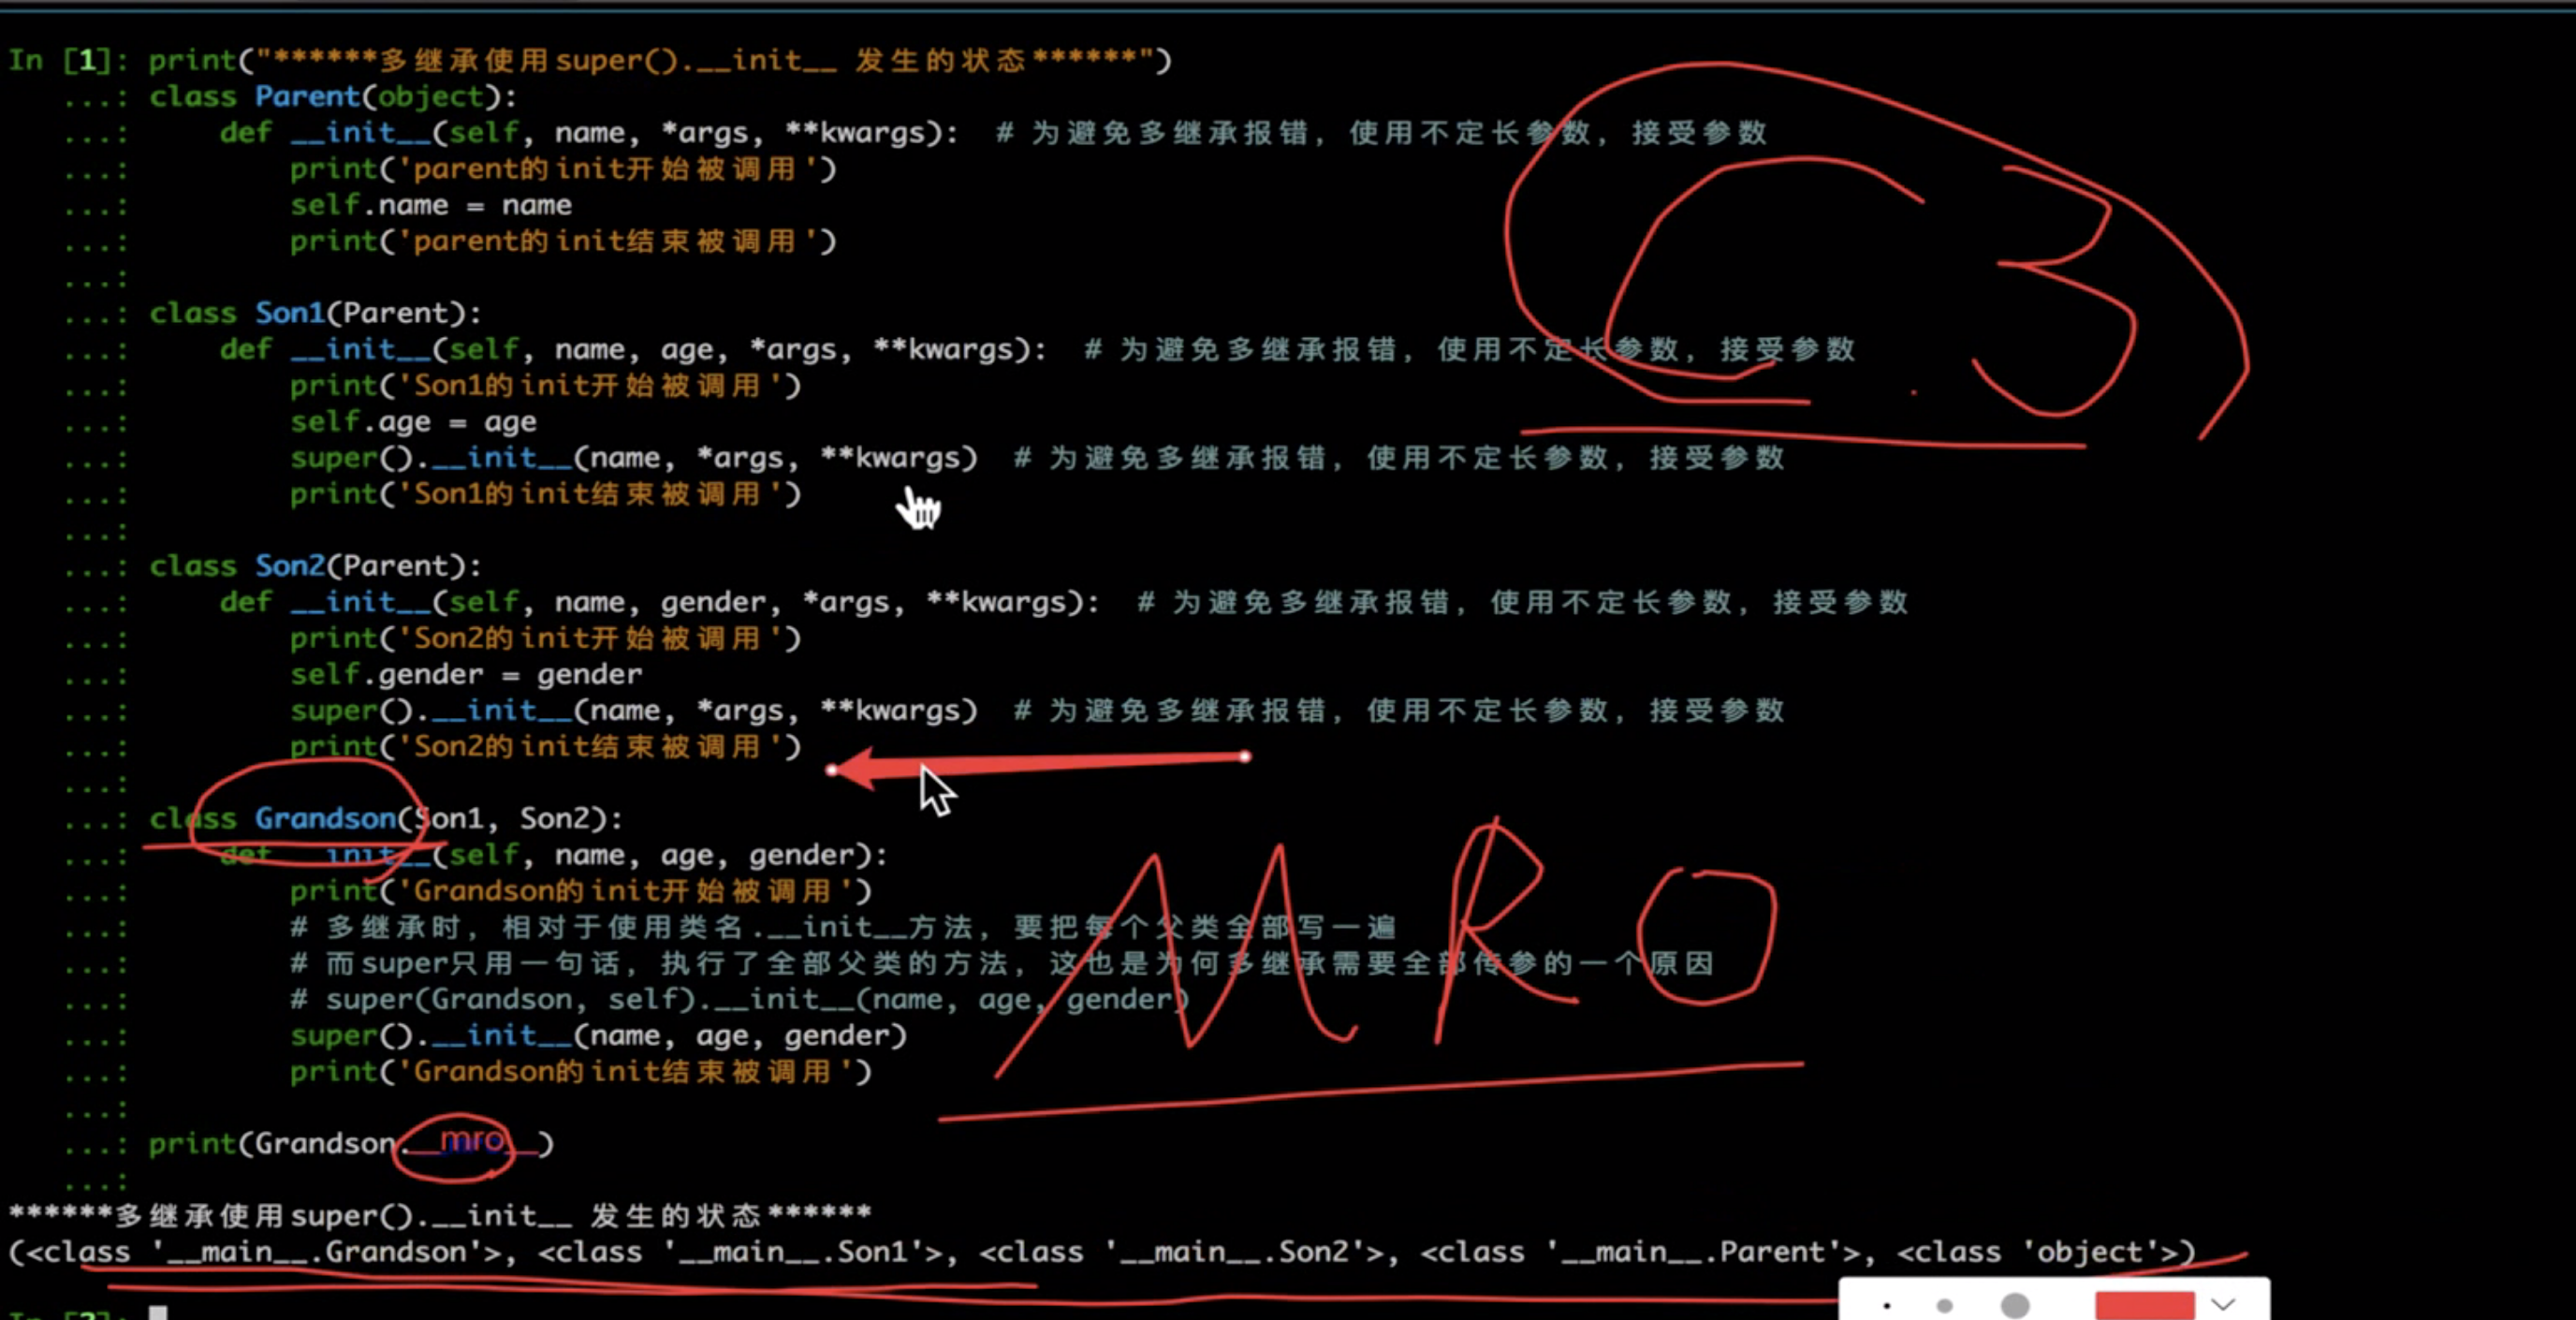 In [1]: print("******多继承使用super().__init__ 发生的状态******")
...: class Parent(object):
...:     def __init__(self, name, *args, **kwargs):  # 为避免多继承报错，使用不定长参数，接受参数
...:         print('parent的init开始被调用')
...:         self.name = name
...:         print('parent的init结束被调用')
...:
...: class Son1(Parent):
...:     def __init__(self, name, age, *args, **kwargs):  # 为避免多继承报错，使用不定长参数，接受参数
...:         print('Son1的init开始被调用')
...:         self.age = age
...:         super().__init__(name, *args, **kwargs)  # 为避免多继承报错，使用不定长参数，接受参数
...:         print('Son1的init结束被调用')
...:
...: class Son2(Parent):
...:     def __init__(self, name, gender, *args, **kwargs):  # 为避免多继承报错，使用不定长参数，接受参数
...:         print('Son2的init开始被调用')
...:         self.gender = gender
...:         super().__init__(name, *args, **kwargs)  # 为避免多继承报错，使用不定长参数，接受参数
...:         print('Son2的init结束被调用')
...:
...: class Grandson(Son1, Son2):
...:     def __init__(self, name, age, gender):
...:         print('Grandson的init开始被调用')
...:         # 多继承时，相对于使用类名.__init__方法，要把每个父类全部写一遍
...:         # 而super只用一句话，执行了全部父类的方法，这也是为何多继承需要全部传参的一个原因
...:         # super(Grandson, self).__init__(name, age, gender)
...:         super().__init__(name, age, gender)
...:         print('Grandson的init结束被调用')
...:
...: print(Grandson.__mro__)
...:
******多继承使用super().__init__ 发生的状态******
(<class '__main__.Grandson'>, <class '__main__.Son1'>, <class '__main__.Son2'>, <class '__main__.Parent'>, <class 'object'>)
In [2]:
C3
MRO